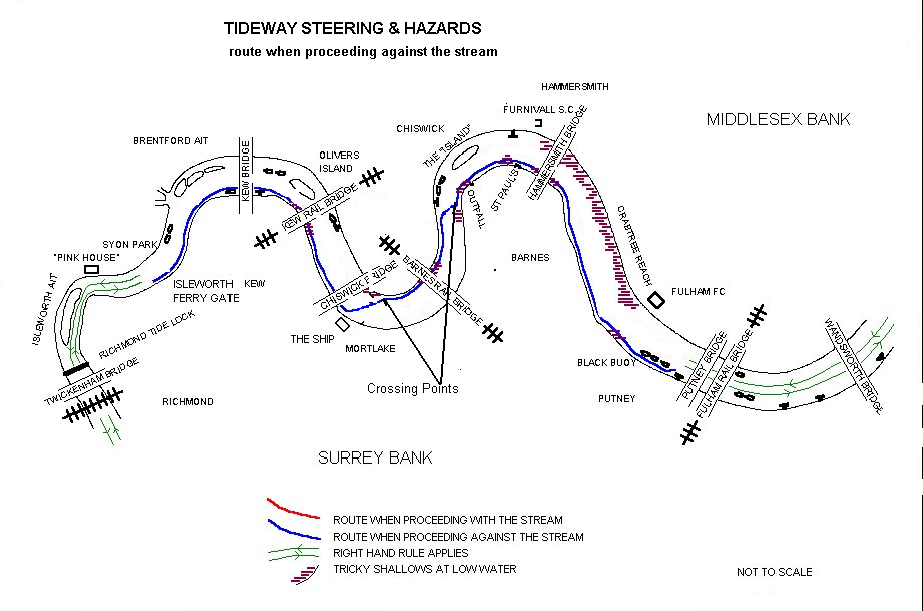 TIDEWAY STEERING & HAZARDS
route when proceeding against the stream
HAMMERSMITH
FURNIVALL S.C.
MIDDLESEX BANK
CHISWICK
THE "ISLAND"
HAMMERSMITH BRIDGE
BRENTFORD AIT
KEW BRIDGE
OLIVERS
ISLAND
KEW RAIL BRIDGE
OUTFALL
ST PAULS
CRABTREE REACH
SYON PARK
"PINK HOUSE"
ISLEWORTH AIT
ISLEWORTH
FERRY GATE
KEW
CHISWICK BRIDGE
BARNES RAIL BRIDGE
BARNES
FULHAM FC
RICHMOND TIDE LOCK
THE SHIP
MORTLAKE
WANDSWORTH BRIDGE
TWICKENHAM BRIDGE
BLACK BUOY
PUTNEY BRIDGE
FULHAM RAIL BRIDGE
Crossing Points
RICHMOND
PUTNEY
SURREY BANK
ROUTE WHEN PROCEEDING WITH THE STREAM
ROUTE WHEN PROCEEDING AGAINST THE STREAM
RIGHT HAND RULE APPLIES
TRICKY SHALLOWS AT LOW WATER
NOT TO SCALE